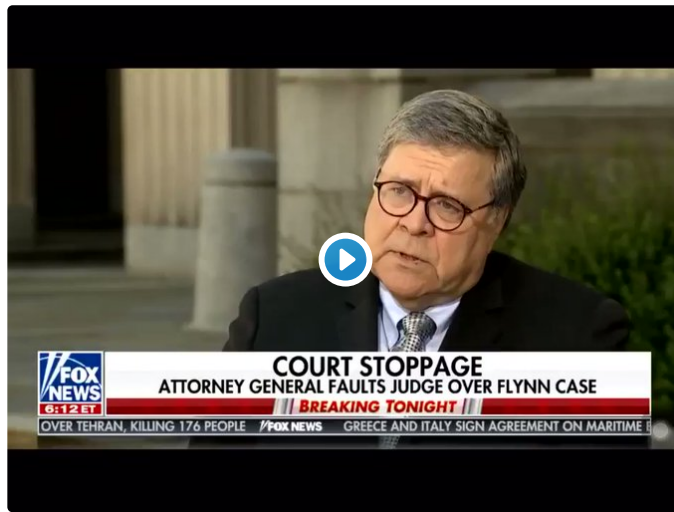 COURT STOPPAGE
ATTORNEY GENERAL FAULTS JUDGE OVER FLYNN CASE
FOX
NEWS
6:12 ET
BREAKING TONIGHT
OVER TEHRAN, KILLING 176 PEOPLE FOX NEWS GREECE AND ITALY SIGN AGREEMENT ON MARITIME